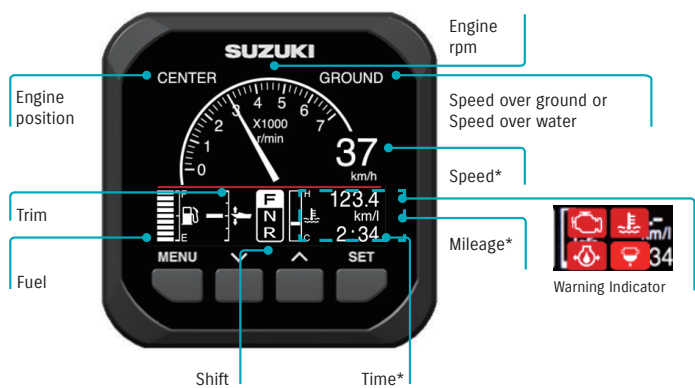 Engine
rpm
SUZUKI
CENTER
GROUND
Engine
position
Speed over ground or
Speed over water
0
1
2
3
4
5
6
7
X1000
r/min
37
km/h
Speed*
Trim
F
E
F
N
R
H
C
123.4
km/l
2:34
Mileage*
km/l
34
Warning Indicator
Fuel
MENU
SET
Shift
Time*